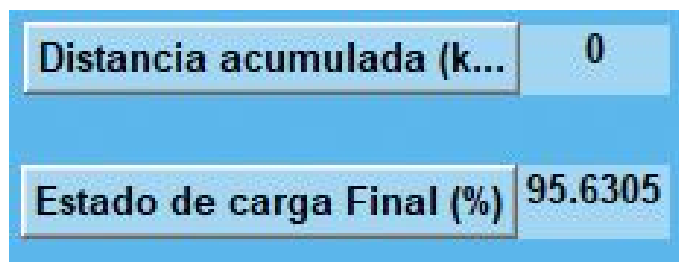 Distancia acumulada (k... 0
Estado de carga Final (%) 95.6305